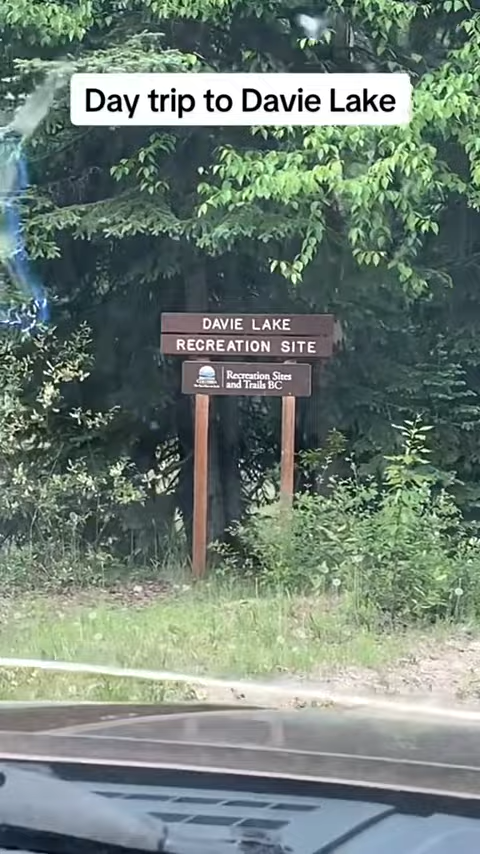 Day trip to Davie Lake
DAVIE LAKE
RECREATION SITE
Recreation Sites
and Trails BC